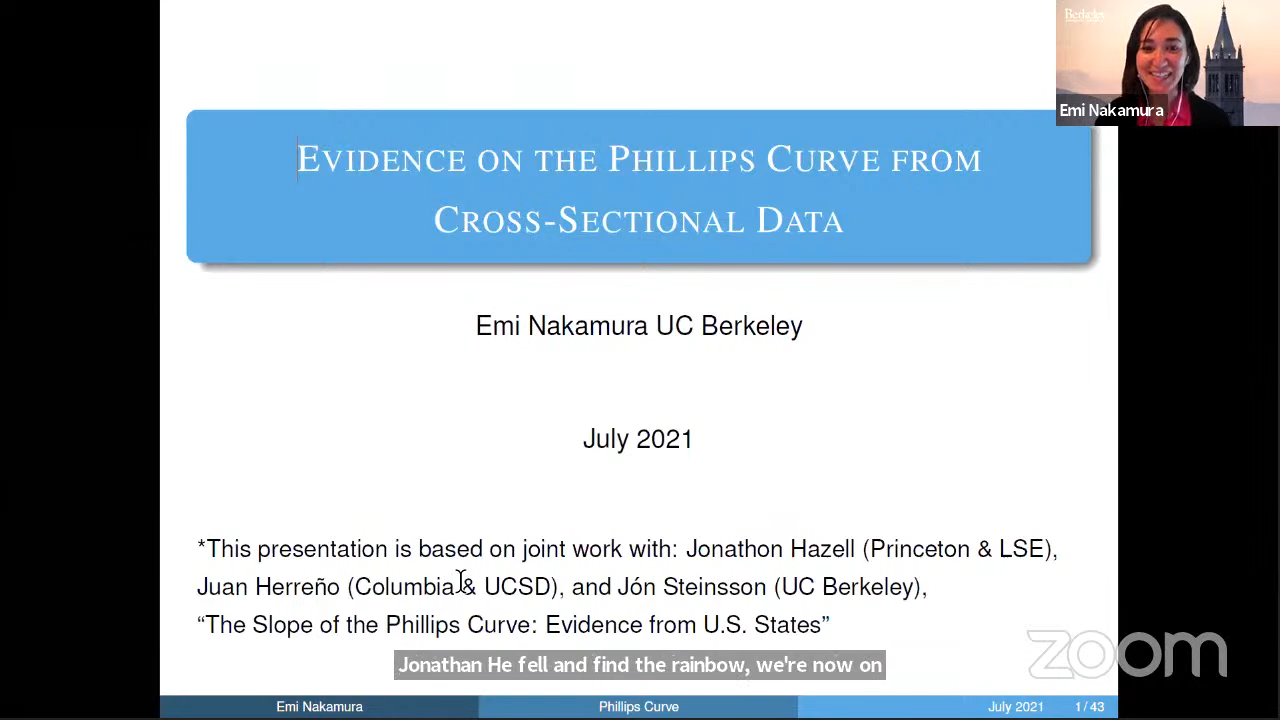 Berkeley
Emi Nakamura
EVIDENCE ON THE PHILLIPS CURVE FROM
CROSS-SECTIONAL DATA
Emi Nakamura UC Berkeley
July 2021
*This presentation is based on joint work with: Jonathon Hazell (Princeton & LSE),
Juan Herreño (Columbia & UCSD), and Jón Steinsson (UC Berkeley),
“The Slope of the Phillips Curve: Evidence from U.S. States”
Jonathan He fell and find the rainbow, we're now on
zoom
Emi Nakamura
Phillips Curve
July 2021
1 / 43